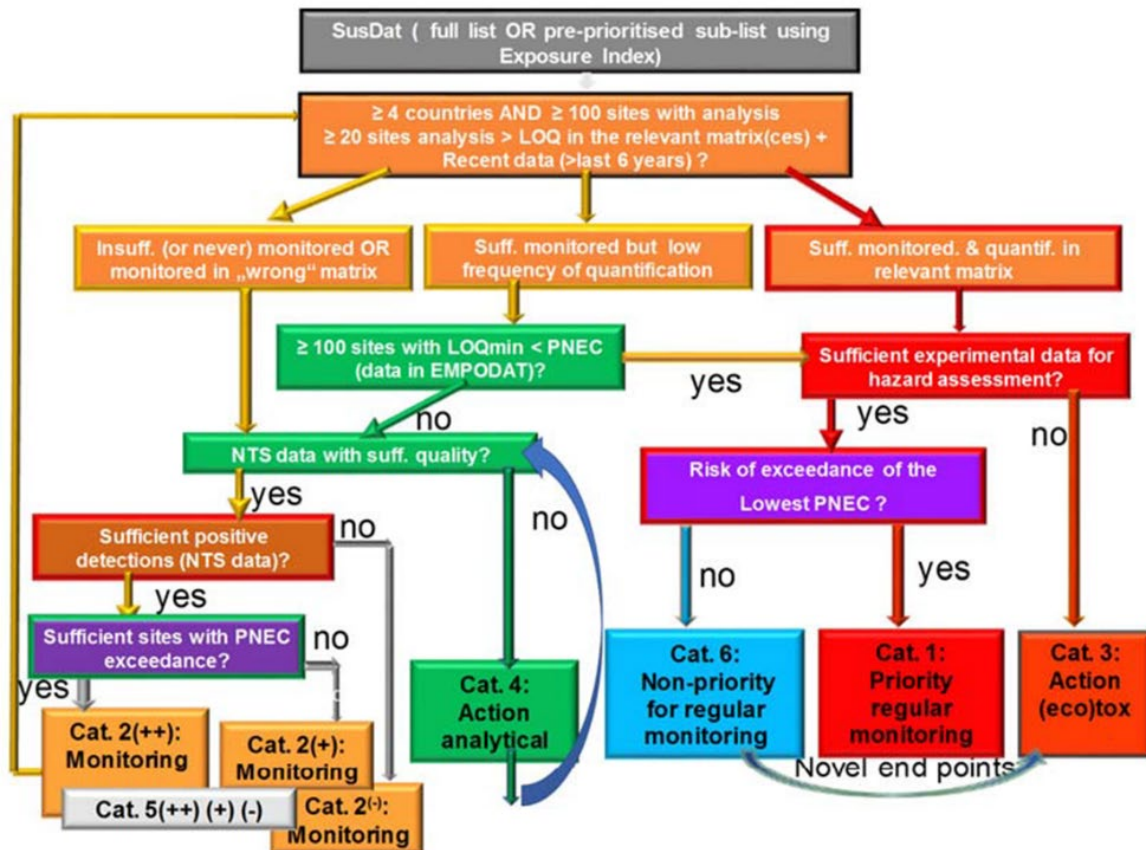 SusDat ( full list OR pre-prioritised sub-list using
Exposure Index)
≥ 4 countries AND ≥ 100 sites with analysis
≥ 20 sites analysis > LOQ in the relevant matrix(ces) +
Recent data (>last 6 years) ?
Insuff. (or never) monitored OR
monitored in „wrong“ matrix
Suff. monitored but low
frequency of quantification
Suff. monitored. & quantif. in
relevant matrix
≥ 100 sites with LOQmin < PNEC
(data in EMPODAT)?
yes
Sufficient experimental data for
hazard assessment?
no
yes
no
NTS data with suff. quality?
Risk of exceedance of the
Lowest PNEC ?
yes
no
no
Sufficient positive
detections (NTS data)?
no
yes
yes
Sufficient sites with PNEC
exceedance?
no
yes
Cat. 2(++):
Monitoring
Cat. 2(+):
Monitoring
Cat. 2(-):
Monitoring
Cat. 5(++) (+) (-)
Cat. 4:
Action
analytical
Cat. 6:
Non-priority
for regular
monitoring
Cat. 1:
Priority
regular
monitoring
Cat. 3:
Action
(eco)tox
Novel end points